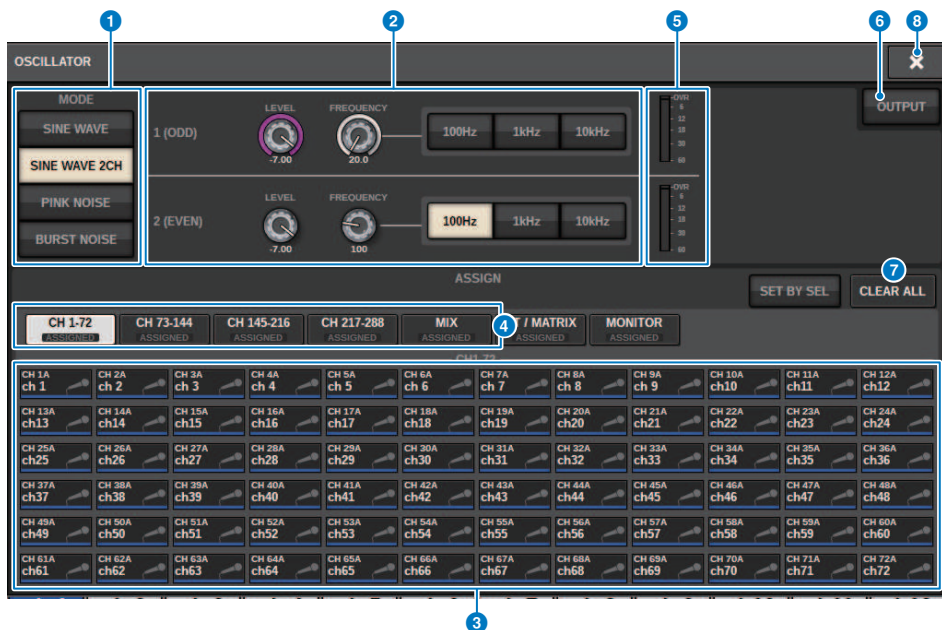 1 2 5 6 8
OSCILLATOR
MODE
SINE WAVE
SINE WAVE 2CH
PINK NOISE
BURST NOISE
1 (ODD)
LEVEL
-7.00
FREQUENCY
20.0
100Hz 1kHz 10kHz
OVR
6
12
18
30
60
2 (EVEN)
LEVEL
-7.00
FREQUENCY
100
100Hz 1kHz 10kHz
OVR
6
12
18
30
60
OUTPUT
7
ASSIGN
SET BY SEL CLEAR ALL
CH 1-72 CH 73-144 CH 145-216 CH 217-288 MIX 4 T / MATRIX MONITOR
ASSIGNED ASSIGNED ASSIGNED ASSIGNED ASSIGNED ASSIGNED ASSIGNED
CH1-72
CH 1A CH 2A CH 3A CH 4A CH 5A CH 6A CH 7A CH 8A CH 9A CH 10A CH 11A CH 12A
ch 1 ch 2 ch 3 ch 4 ch 5 ch 6 ch 7 ch 8 ch 9 ch10 ch11 ch12
CH 13A CH 14A CH 15A CH 16A CH 17A CH 18A CH 19A CH 20A CH 21A CH 22A CH 23A CH 24A
ch13 ch14 ch15 ch16 ch17 ch18 ch19 ch20 ch21 ch22 ch23 ch24
CH 25A CH 26A CH 27A CH 28A CH 29A CH 30A CH 31A CH 32A CH 33A CH 34A CH 35A CH 36A
ch25 ch26 ch27 ch28 ch29 ch30 ch31 ch32 ch33 ch34 ch35 ch36
CH 37A CH 38A CH 39A CH 40A CH 41A CH 42A CH 43A CH 44A CH 45A CH 46A CH 47A CH 48A
ch37 ch38 ch39 ch40 ch41 ch42 ch43 ch44 ch45 ch46 ch47 ch48
CH 49A CH 50A CH 51A CH 52A CH 53A CH 54A CH 55A CH 56A CH 57A CH 58A CH 59A CH 60A
ch49 ch50 ch51 ch52 ch53 ch54 ch55 ch56 ch57 ch58 ch59 ch60
CH 61A CH 62A CH 63A CH 64A CH 65A CH 66A CH 67A CH 68A CH 69A CH 70A CH 71A CH 72A
ch61 ch62 ch63 ch64 ch65 ch66 ch67 ch68 ch69 ch70 ch71 ch72
3